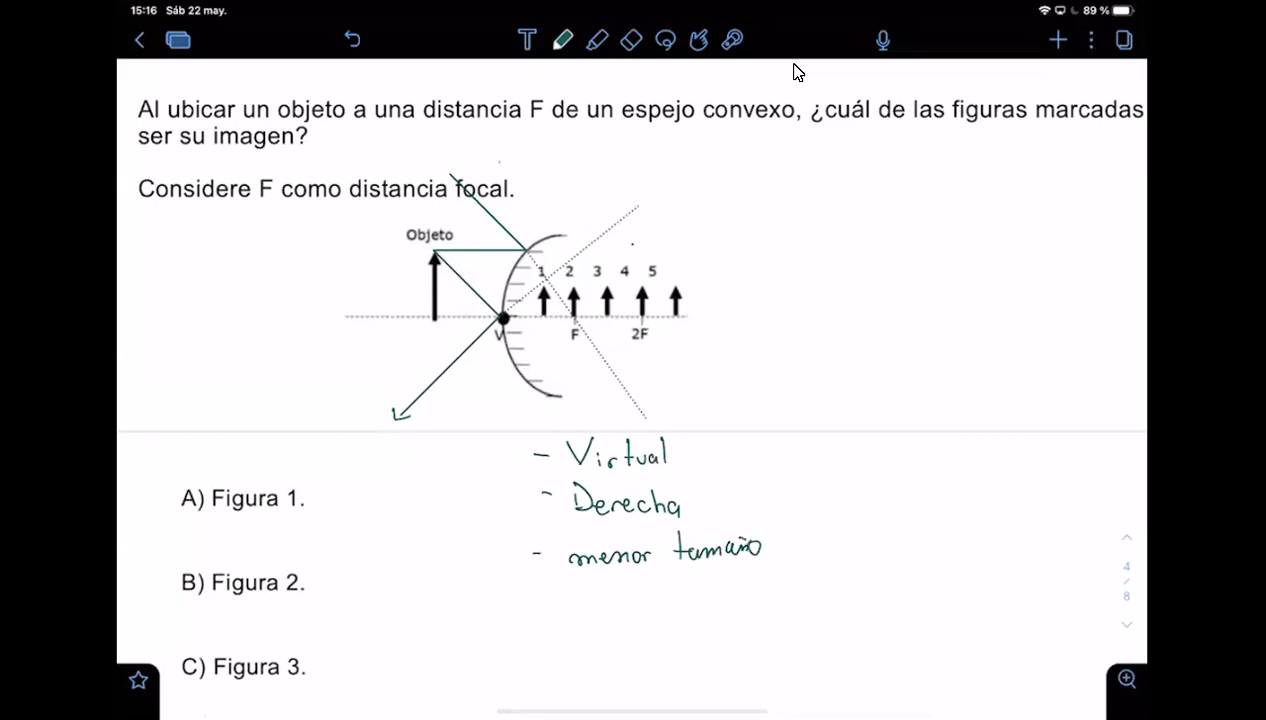 15:16 Sáb 22 may.
89 %
T
Al ubicar un objeto a una distancia F de un espejo convexo, ¿cuál de las figuras marcadas
ser su imagen?
Considere F como distancia focal.
Objeto
1 2 3 4 5
V F 2F
- Virtual
- Derecha
- menor tamaño
A) Figura 1.
B) Figura 2.
C) Figura 3.
4
/
8